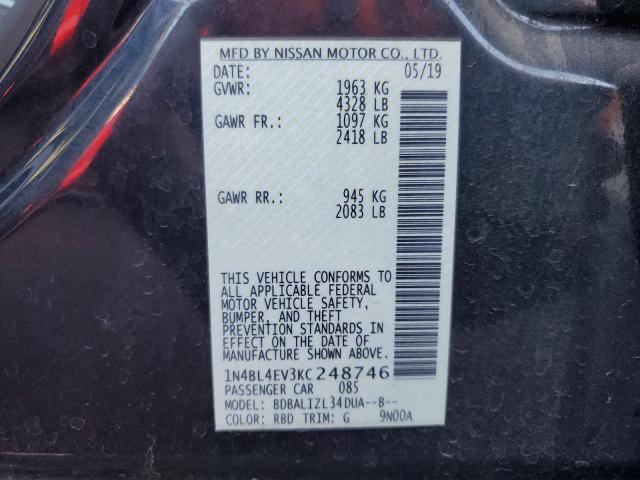 MFD BY NISSAN MOTOR CO., LTD.
DATE: 05/19
GVWR: 1963 KG
4328 LB
GAWR FR.: 1097 KG
2418 LB
GAWR RR.: 945 KG
2083 LB
THIS VEHICLE CONFORMS TO
ALL APPLICABLE FEDERAL
MOTOR VEHICLE SAFETY,
BUMPER, AND THEFT
PREVENTION STANDARDS IN
EFFECT ON THE DATE OF
MANUFACTURE SHOWN ABOVE.
1N4BL4EV3KC248746
PASSENGER CAR 085
MODEL: BDBALIZL34DUA--B--
COLOR: RBD TRIM: G 9N00A